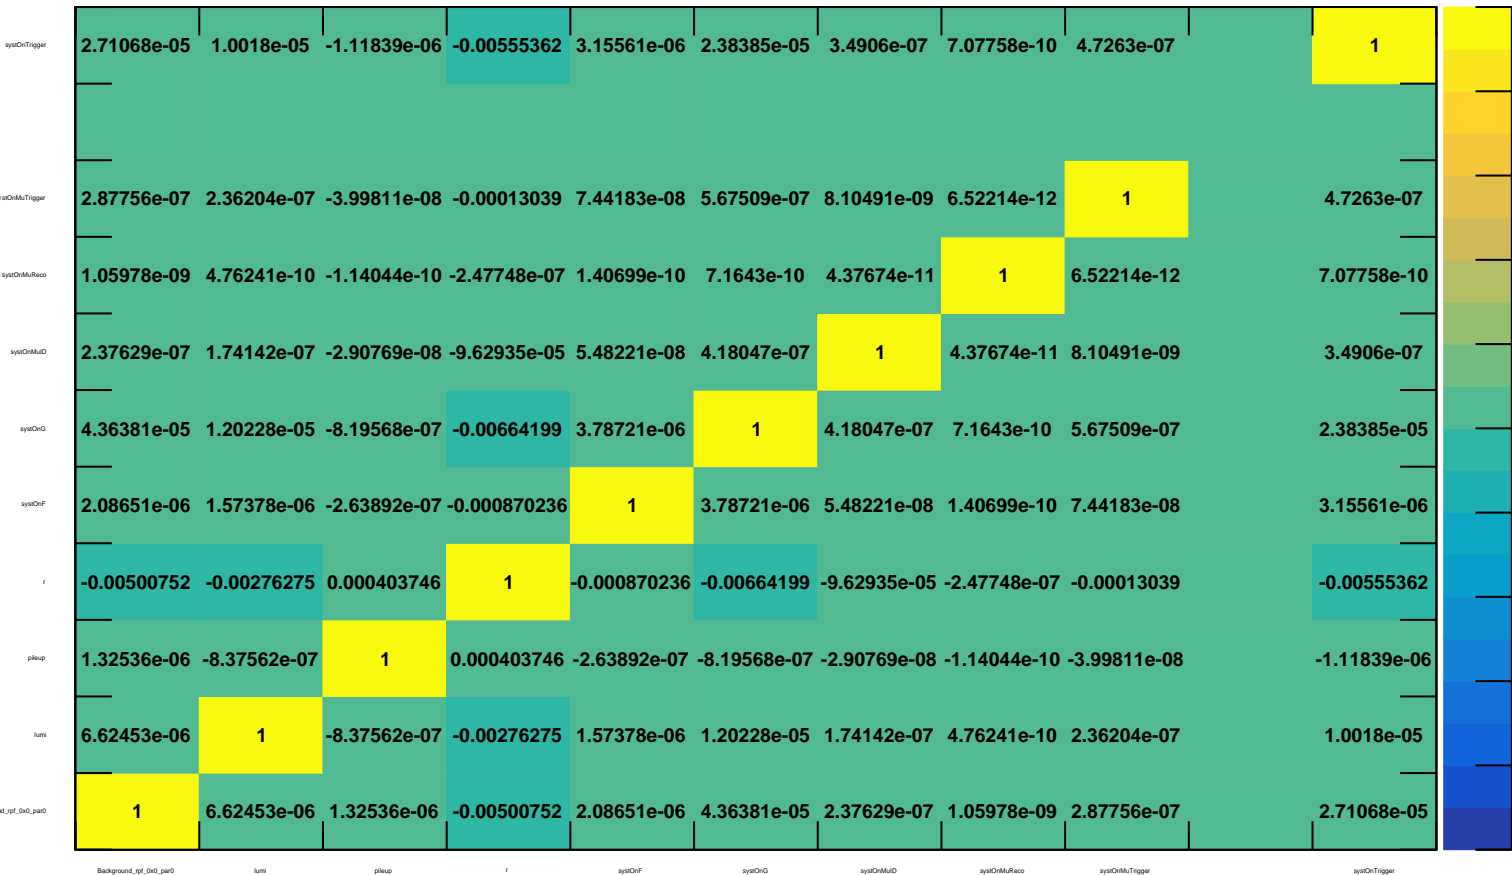 systOnTrigger 2.71068e-05 1.0018e-05 -1.11839e-06 -0.00555362 3.15561e-06 2.38385e-05 3.4906e-07 7.07758e-10 4.7263e-07 1
stOnMuTrigger 2.87756e-07 2.36204e-07 -3.99811e-08 -0.00013039 7.44183e-08 5.67509e-07 8.10491e-09 6.52214e-12 1 4.7263e-07
systOnMuReco 1.05978e-09 4.76241e-10 -1.14044e-10 -2.47748e-07 1.40699e-10 7.1643e-10 4.37674e-11 1 6.52214e-12 7.07758e-10
systOnMuID 2.37629e-07 1.74142e-07 -2.90769e-08 -9.62935e-05 5.48221e-08 4.18047e-07 1 4.37674e-11 8.10491e-09 3.4906e-07
systOnG 4.36381e-05 1.20228e-05 -8.19568e-07 -0.00664199 3.78721e-06 1 4.18047e-07 7.1643e-10 5.67509e-07 2.38385e-05
systOnF 2.08651e-06 1.57378e-06 -2.63892e-07 -0.000870236 1 3.78721e-06 5.48221e-08 1.40699e-10 7.44183e-08 3.15561e-06
r -0.00500752 -0.00276275 0.000403746 1 -0.000870236 -0.00664199 -9.62935e-05 -2.47748e-07 -0.00013039 -0.00555362
pileup 1.32536e-06 -8.37562e-07 1 0.000403746 -2.63892e-07 -8.19568e-07 -2.90769e-08 -1.14044e-10 -3.99811e-08 -1.11839e-06
lumi 6.62453e-06 1 -8.37562e-07 -0.00276275 1.57378e-06 1.20228e-05 1.74142e-07 4.76241e-10 2.36204e-07 1.0018e-05
d_rpf_0x0_par0 1 6.62453e-06 1.32536e-06 -0.00500752 2.08651e-06 4.36381e-05 2.37629e-07 1.05978e-09 2.87756e-07 2.71068e-05
Background_rpf_0x0_par0 lumi pileup r systOnF systOnG systOnMuID systOnMuReco systOnMuTrigger systOnTrigger